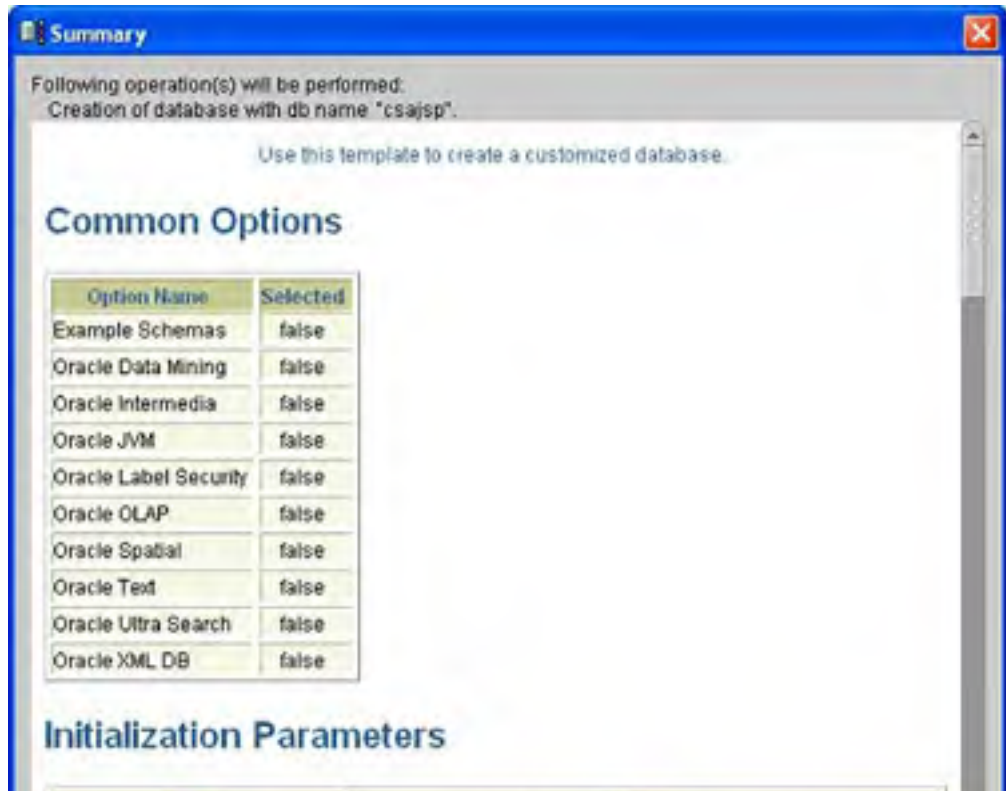 Summary
Following operation(s) will be performed:
Creation of database with db name "csajsp".
Use this template to create a customized database.
Common Options
Option Name Selected
Example Schemas false
Oracle Data Mining false
Oracle Intermedia false
Oracle JVM false
Oracle Label Security false
Oracle OLAP false
Oracle Spatial false
Oracle Text false
Oracle Ultra Search false
Oracle XML DB false
Initialization Parameters